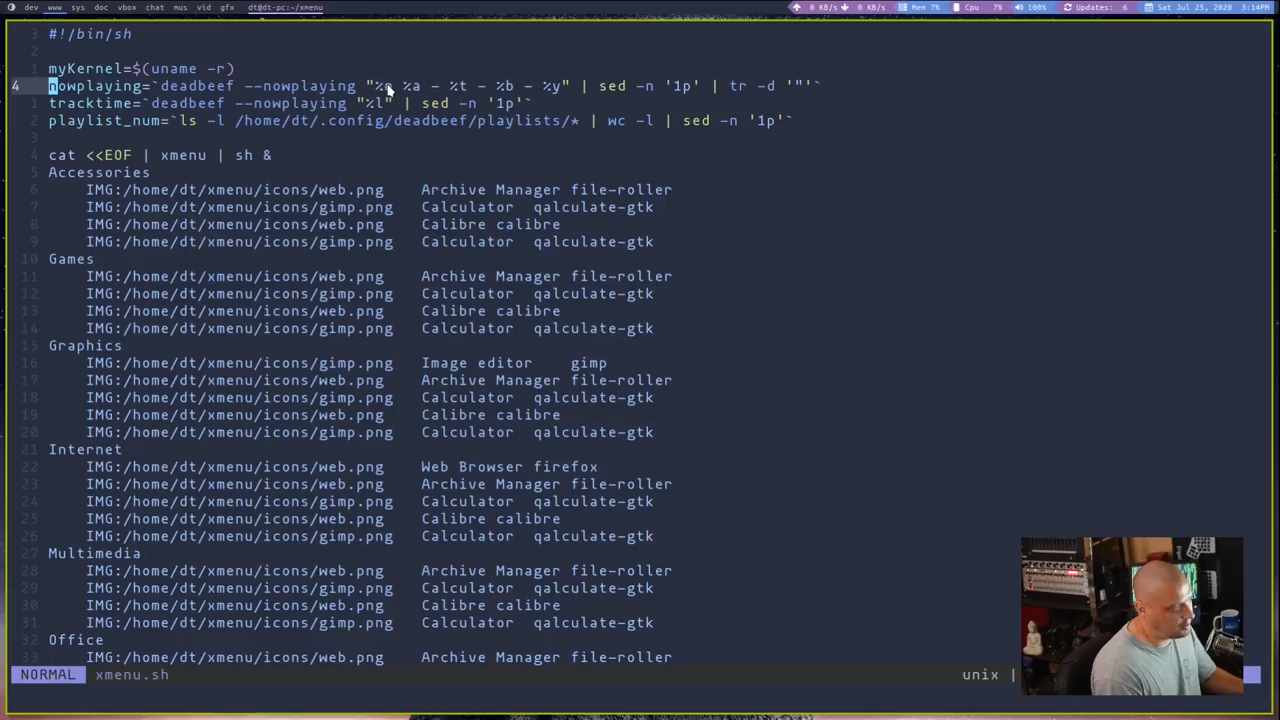 dev www sys doc vbox chat mus vid gfx dt@dt-pc:~/xmenu 0 KB/s 0 KB/s Mem 7% Cpu 7% 100% Updates: 6 Sat Jul 25, 2020 3:14PM
3 #!/bin/sh
2
1 myKernel=$(uname -r)
4 nowplaying=`deadbeef --nowplaying "%n %a - %t - %b - %y" | sed -n '1p' | tr -d '"'`
1 tracktime=`deadbeef --nowplaying "%l" | sed -n '1p'`
2 playlist_num=`ls -l /home/dt/.config/deadbeef/playlists/* | wc -l | sed -n '1p'`
3
4 cat <<EOF | xmenu | sh &
5 Accessories
6 IMG:/home/dt/xmenu/icons/web.png Archive Manager file-roller
7 IMG:/home/dt/xmenu/icons/gimp.png Calculator qalculate-gtk
8 IMG:/home/dt/xmenu/icons/web.png Calibre calibre
9 IMG:/home/dt/xmenu/icons/gimp.png Calculator qalculate-gtk
10 Games
11 IMG:/home/dt/xmenu/icons/web.png Archive Manager file-roller
12 IMG:/home/dt/xmenu/icons/gimp.png Calculator qalculate-gtk
13 IMG:/home/dt/xmenu/icons/web.png Calibre calibre
14 IMG:/home/dt/xmenu/icons/gimp.png Calculator qalculate-gtk
15 Graphics
16 IMG:/home/dt/xmenu/icons/gimp.png Image editor gimp
17 IMG:/home/dt/xmenu/icons/web.png Archive Manager file-roller
18 IMG:/home/dt/xmenu/icons/gimp.png Calculator qalculate-gtk
19 IMG:/home/dt/xmenu/icons/web.png Calibre calibre
20 IMG:/home/dt/xmenu/icons/gimp.png Calculator qalculate-gtk
21 Internet
22 IMG:/home/dt/xmenu/icons/web.png Web Browser firefox
23 IMG:/home/dt/xmenu/icons/web.png Archive Manager file-roller
24 IMG:/home/dt/xmenu/icons/gimp.png Calculator qalculate-gtk
25 IMG:/home/dt/xmenu/icons/web.png Calibre calibre
26 IMG:/home/dt/xmenu/icons/gimp.png Calculator qalculate-gtk
27 Multimedia
28 IMG:/home/dt/xmenu/icons/web.png Archive Manager file-roller
29 IMG:/home/dt/xmenu/icons/gimp.png Calculator qalculate-gtk
30 IMG:/home/dt/xmenu/icons/web.png Calibre calibre
31 IMG:/home/dt/xmenu/icons/gimp.png Calculator qalculate-gtk
32 Office
33 IMG:/home/dt/xmenu/icons/web.png Archive Manager file-roller
NORMAL xmenu.sh unix |